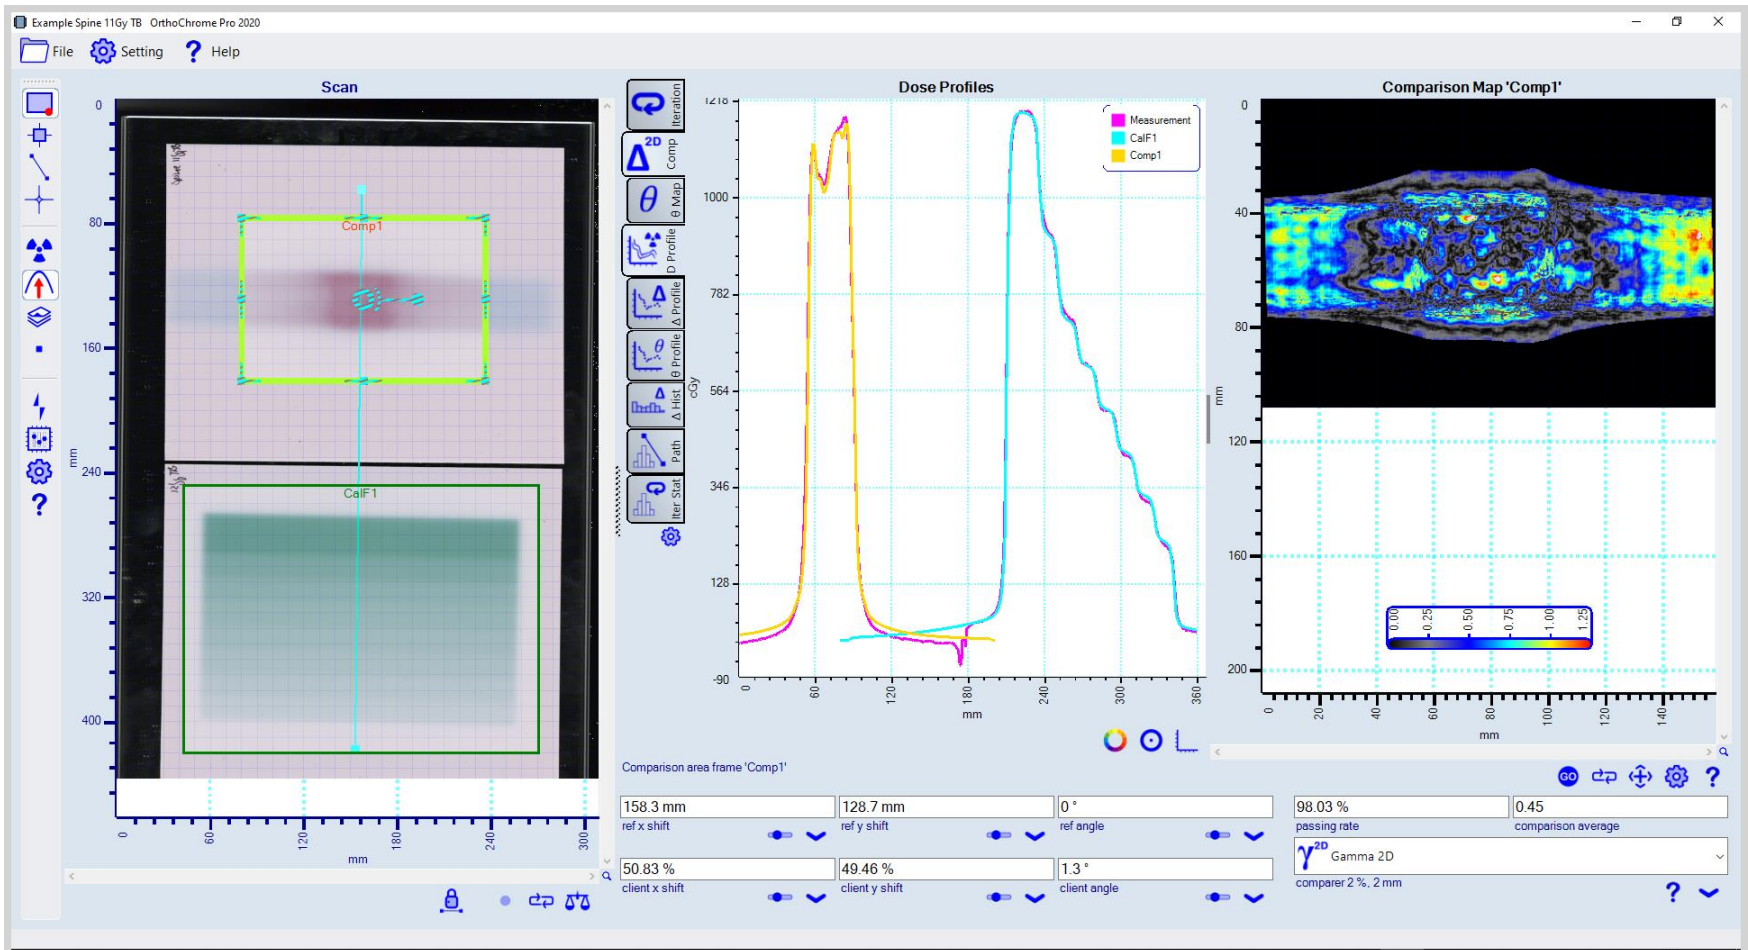 Example Spine 11Gy TB OrthoChrome Pro 2020
File Setting ? Help
Scan
0
80
160
240
320
400
mm
0 60 120 180 240 300
mm
Comp1
CalF1
Iteration
2D Comp
θ Map
D Profile
Δ Profile
θ Profile
Δ Hist
Path
Iter Stat
Dose Profiles
1218
1000
782
564
346
128
-90
cGy
0 60 120 180 240 300 360
mm
Measurement
CalF1
Comp1
Comparison Map 'Comp1'
0
40
80
120
160
200
mm
0 20 40 60 80 100 120 140
mm
0.00 0.25 0.50 0.75 1.00 1.25
Comparison area frame 'Comp1'
158.3 mm 128.7 mm 0 °
ref x shift ref y shift ref angle
50.83 % 49.46 % 1.3 °
client x shift client y shift client angle
GO
98.03 % 0.45
passing rate comparison average
γ2D Gamma 2D
comparer 2 %, 2 mm